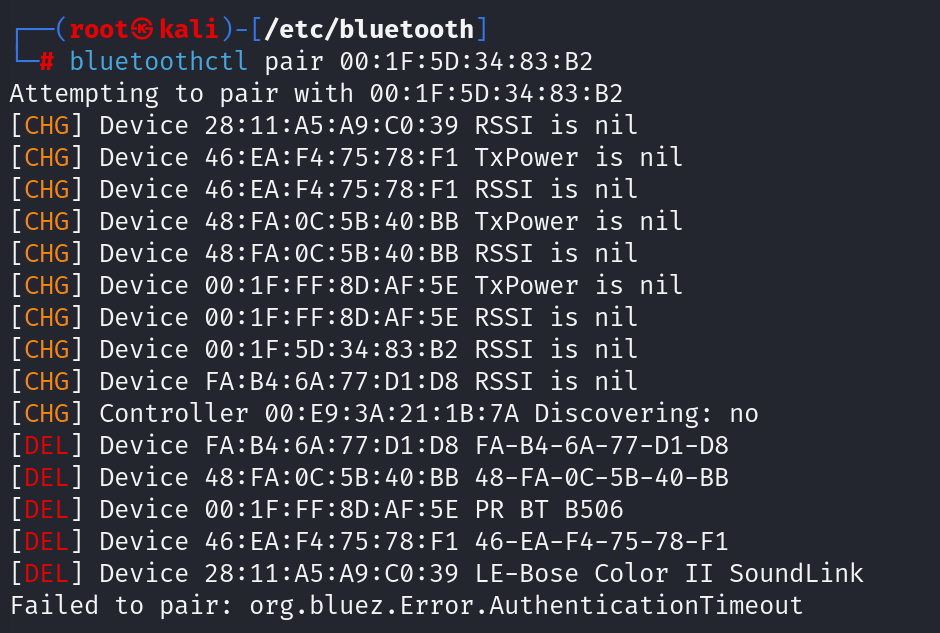 ┌──(root㉿kali)-[/etc/bluetooth]
└─# bluetoothctl pair 00:1F:5D:34:83:B2
Attempting to pair with 00:1F:5D:34:83:B2
[CHG] Device 28:11:A5:A9:C0:39 RSSI is nil
[CHG] Device 46:EA:F4:75:78:F1 TxPower is nil
[CHG] Device 46:EA:F4:75:78:F1 RSSI is nil
[CHG] Device 48:FA:0C:5B:40:BB TxPower is nil
[CHG] Device 48:FA:0C:5B:40:BB RSSI is nil
[CHG] Device 00:1F:FF:8D:AF:5E TxPower is nil
[CHG] Device 00:1F:FF:8D:AF:5E RSSI is nil
[CHG] Device 00:1F:5D:34:83:B2 RSSI is nil
[CHG] Device FA:B4:6A:77:D1:D8 RSSI is nil
[CHG] Controller 00:E9:3A:21:1B:7A Discovering: no
[DEL] Device FA:B4:6A:77:D1:D8 FA-B4-6A-77-D1-D8
[DEL] Device 48:FA:0C:5B:40:BB 48-FA-0C-5B-40-BB
[DEL] Device 00:1F:FF:8D:AF:5E PR BT B506
[DEL] Device 46:EA:F4:75:78:F1 46-EA-F4-75-78-F1
[DEL] Device 28:11:A5:A9:C0:39 LE-Bose Color II SoundLink
Failed to pair: org.bluez.Error.AuthenticationTimeout